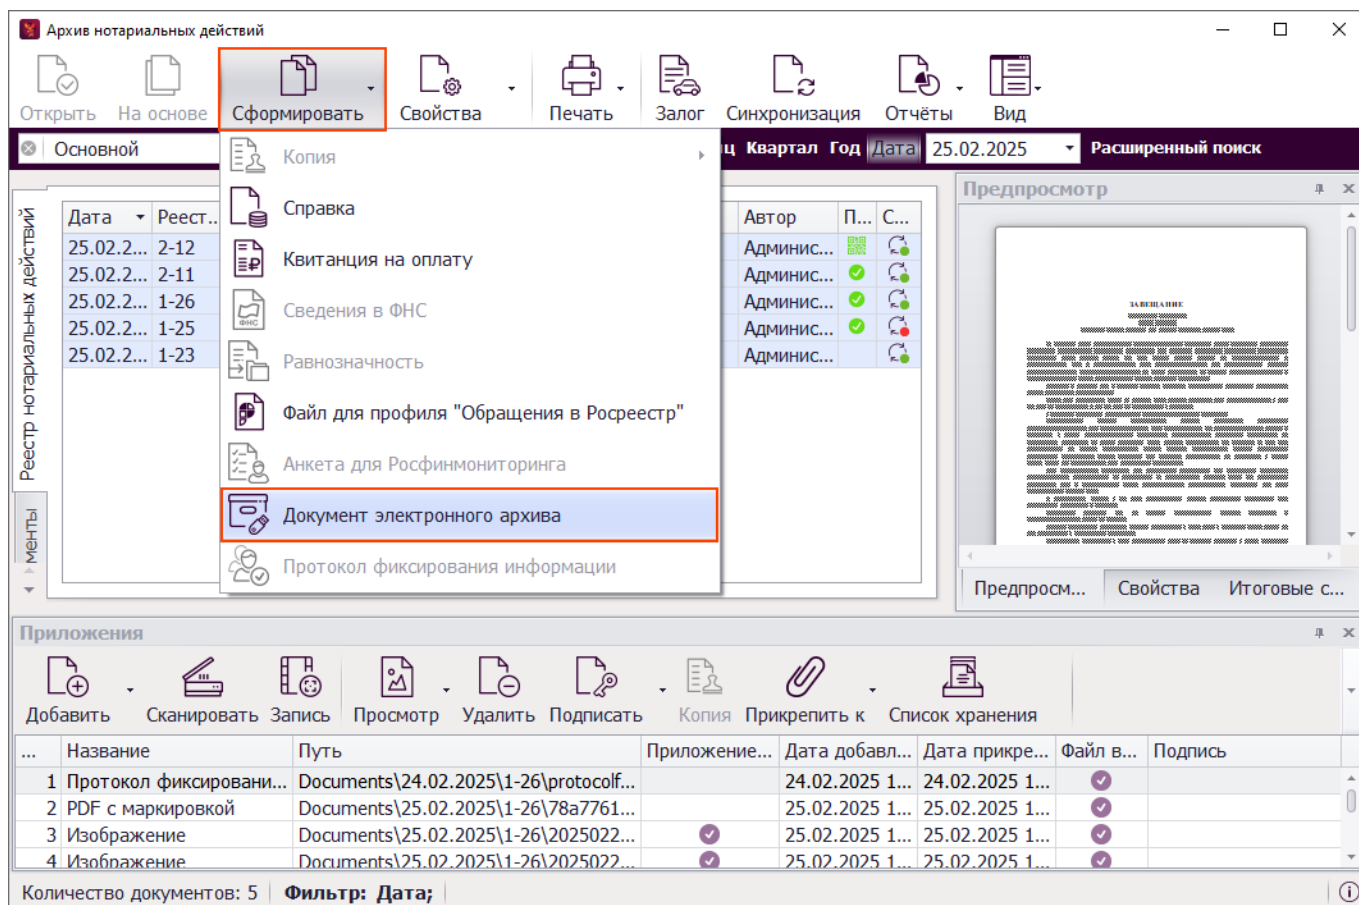 Архив нотариальных действий
Открыть На основе Сформировать Свойства Печать Залог Синхронизация Отчёты Вид
Основной Квартал Год Дата 25.02.2025 Расширенный поиск
Реестр нотариальных действий
менты
Дата Реест... Автор П... С...
25.02.2... 2-12 Админис...
25.02.2... 2-11 Админис...
25.02.2... 1-26 Админис...
25.02.2... 1-25 Админис...
25.02.2... 1-23 Админис...
Копия
Справка
Квитанция на оплату
Сведения в ФНС
Равнозначность
Файл для профиля "Обращения в Росреестр"
Анкета для Росфинмониторинга
Документ электронного архива
Протокол фиксирования информации
Предпросмотр
ЗАВЕЩАНИЕ
Предпросм... Свойства Итоговые с...
Приложения
Добавить Сканировать Запись Просмотр Удалить Подписать Копия Прикрепить к Список хранения
... Название Путь Приложение... Дата добавл... Дата прикре... Файл в... Подпись
1 Протокол фиксировани... Documents\24.02.2025\1-26\protocolf... 24.02.2025 1... 24.02.2025 1...
2 PDF с маркировкой Documents\25.02.2025\1-26\78a7761... 25.02.2025 1... 25.02.2025 1...
3 Изображение Documents\25.02.2025\1-26\2025022... 25.02.2025 1... 25.02.2025 1...
4 Изображение Documents\25.02.2025\1-26\2025022... 25.02.2025 1... 25.02.2025 1...
Количество документов: 5 Фильтр: Дата;